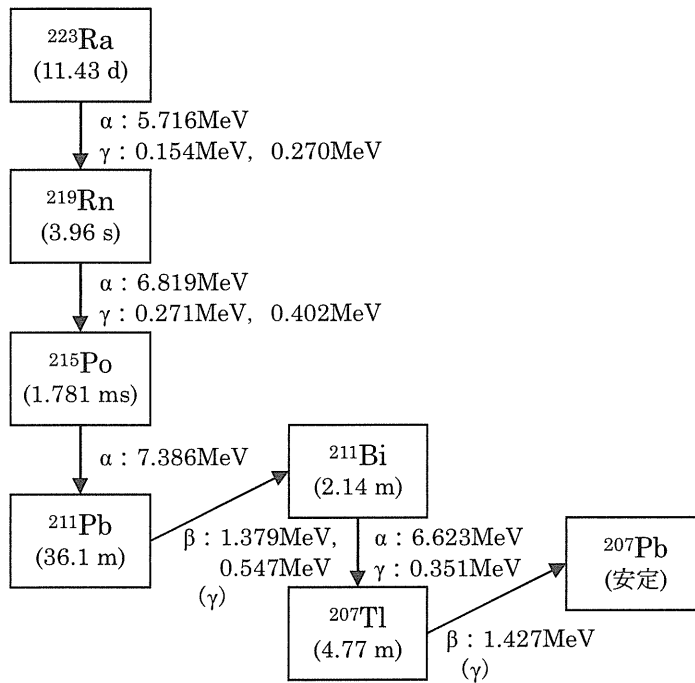 ²²³Ra
(11.43 d)
α：5.716MeV
γ：0.154MeV, 0.270MeV
²¹⁹Rn
(3.96 s)
α：6.819MeV
γ：0.271MeV, 0.402MeV
²¹⁵Po
(1.781 ms)
α：7.386MeV
²¹¹Pb
(36.1 m)
²¹¹Bi
(2.14 m)
β：1.379MeV,
0.547MeV
(γ)
α：6.623MeV
γ：0.351MeV
²⁰⁷Tl
(4.77 m)
β：1.427MeV
(γ)
²⁰⁷Pb
(安定)